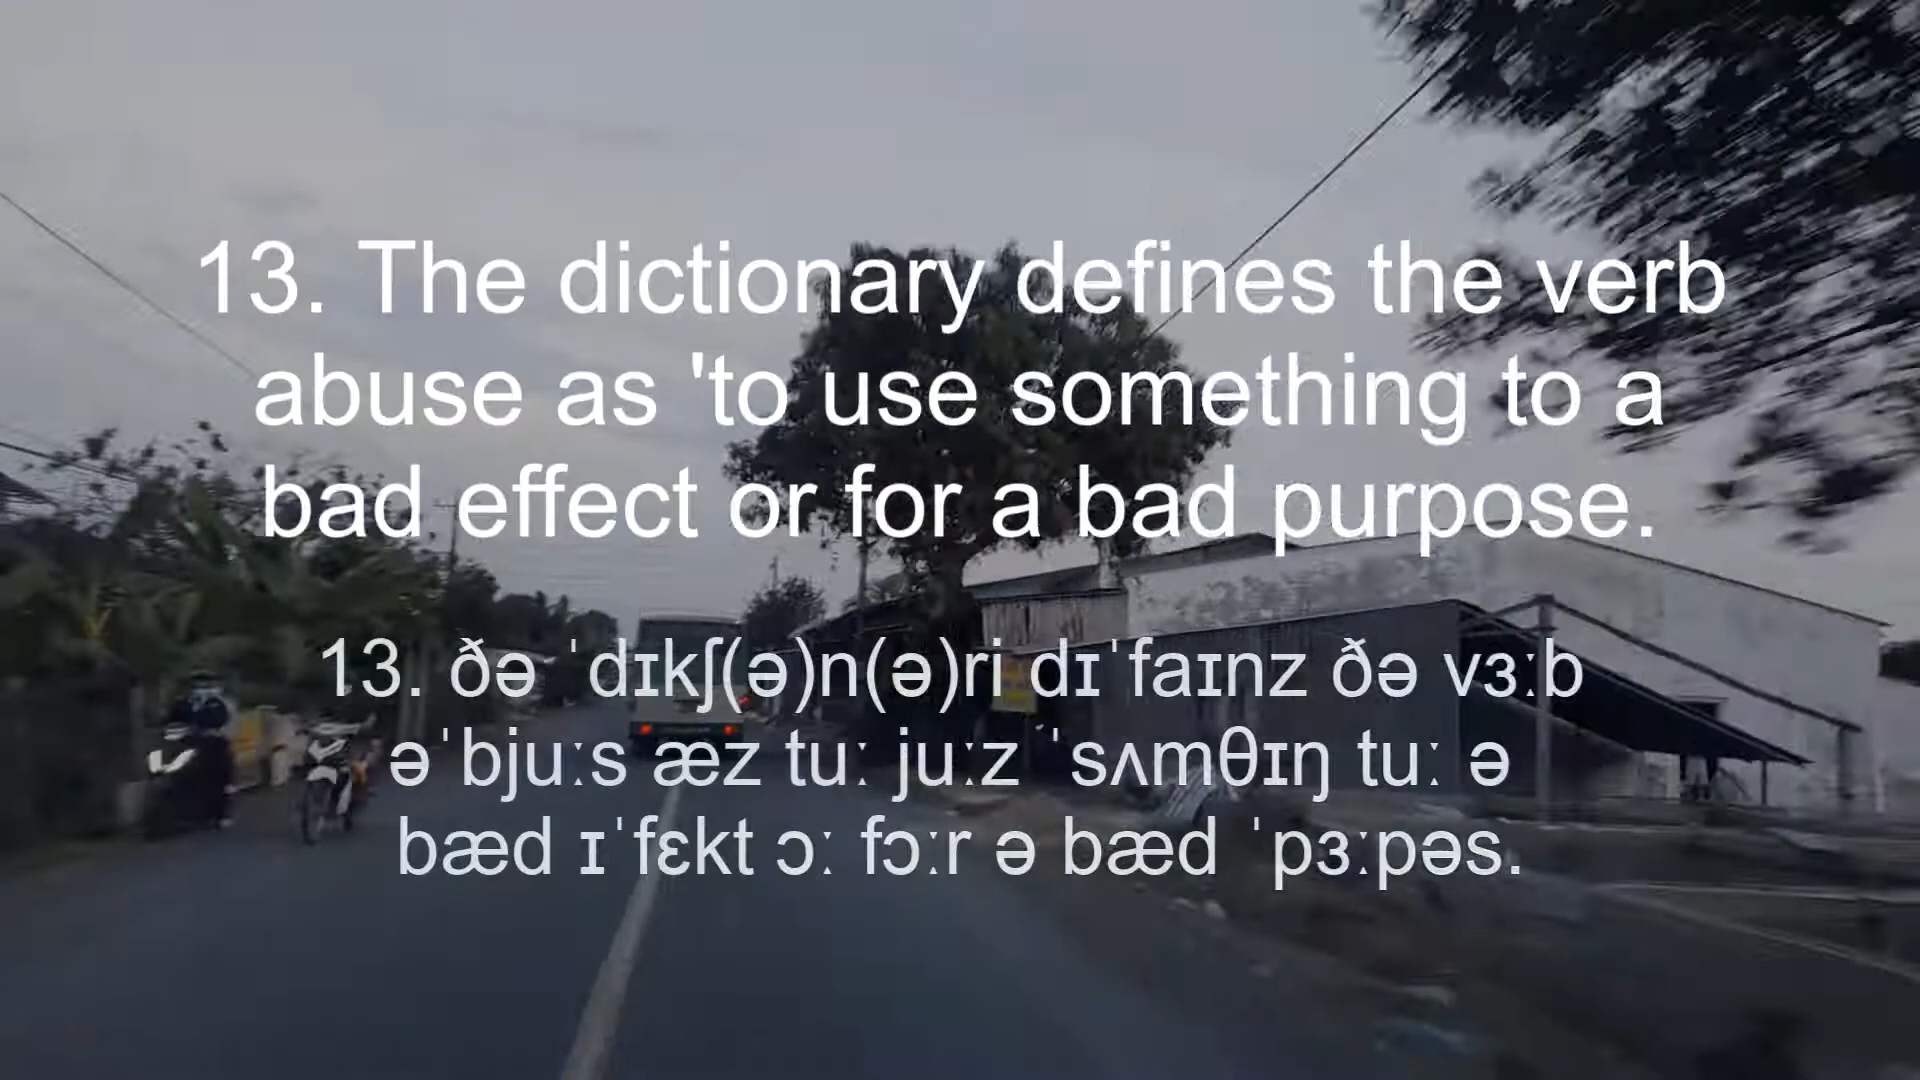 13. The dictionary defines the verb
abuse as 'to use something to a
bad effect or for a bad purpose.
13. ðə ˈdɪkʃ(ə)n(ə)ri dɪˈfaɪnz ðə vɜːb
əˈbjuːs æz tuː juːz ˈsʌmθɪŋ tuː ə
bæd ɪˈfɛkt ɔː fɔːr ə bæd ˈpɜːpəs.